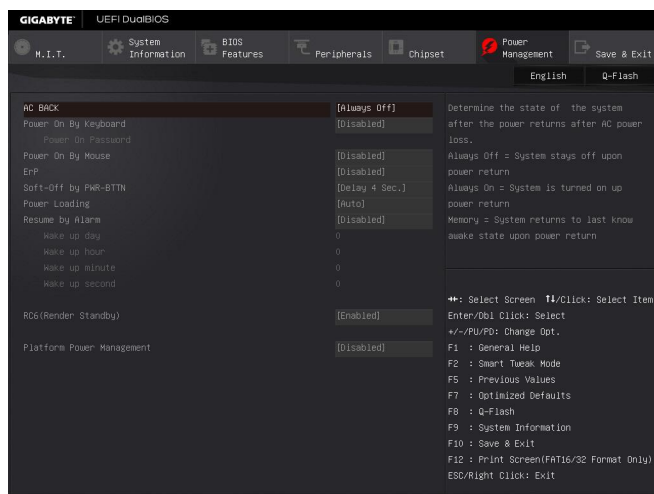 GIGABYTE™ UEFI DualBIOS
M.I.T. System Information BIOS Features Peripherals Chipset Power Management Save & Exit
English Q-Flash
AC BACK [Always Off]
Power On By Keyboard [Disabled]
Power On Password
Power On By Mouse [Disabled]
ErP [Disabled]
Soft-Off by PWR-BTTN [Delay 4 Sec.]
Power Loading [Auto]
Resume by Alarm [Disabled]
Wake up day 0
Wake up hour 0
Wake up minute 0
Wake up second 0
RC6(Render Standby) [Enabled]
Platform Power Management [Disabled]
Determine the state of the system
after the power returns after AC power
loss.
Always Off = System stays off upon
power return
Always On = System is turned on up
power return
Memory = System returns to last know
awake state upon power return
→←: Select Screen ↑↓/Click: Select Item
Enter/Dbl Click: Select
+/-/PU/PD: Change Opt.
F1 : General Help
F2 : Smart Tweak Mode
F5 : Previous Values
F7 : Optimized Defaults
F8 : Q-Flash
F9 : System Information
F10 : Save & Exit
F12 : Print Screen(FAT16/32 Format Only)
ESC/Right Click: Exit